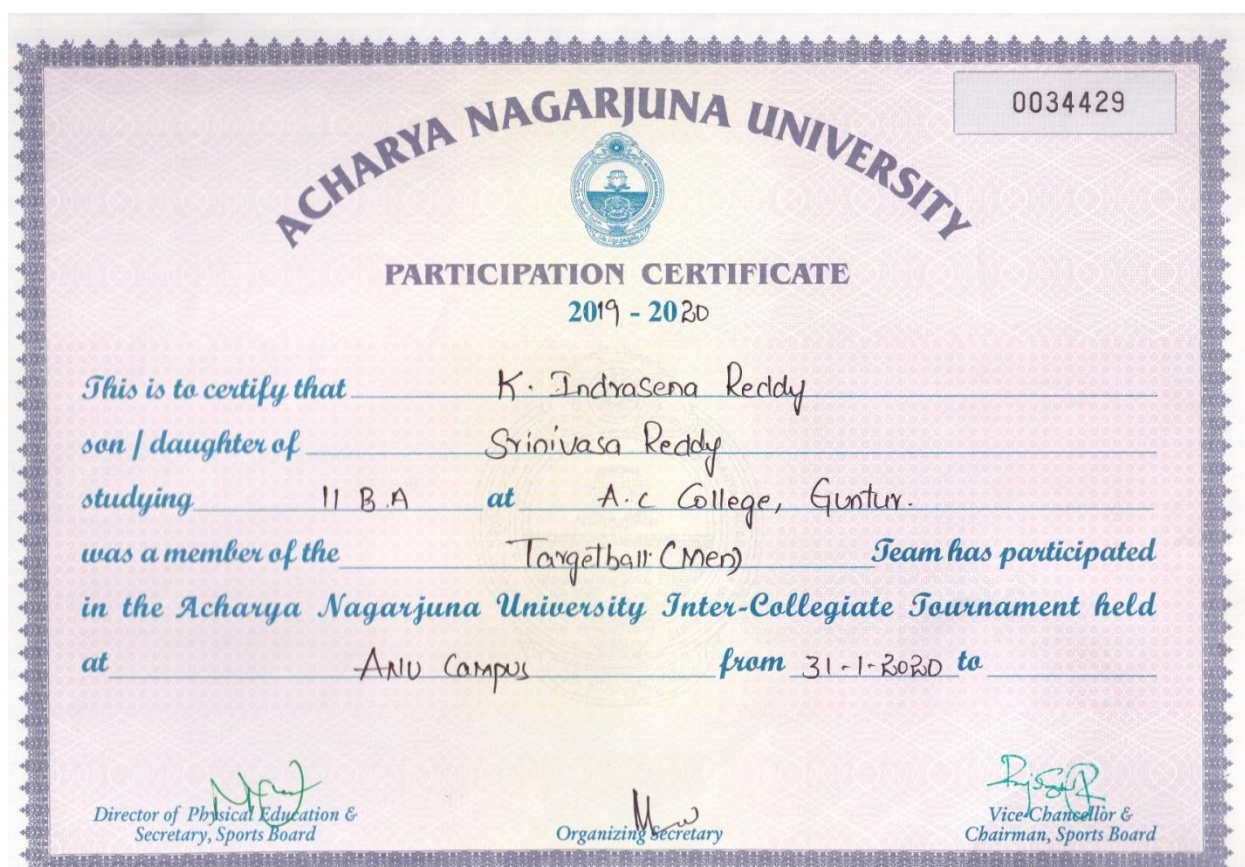 0034429
ACHARYA NAGARJUNA UNIVERSITY
PARTICIPATION CERTIFICATE
2019 - 2020
This is to certify that K. Indrasena Reddy
son / daughter of Srinivasa Reddy
studying II B.A at A.C College, Guntur.
was a member of the Targetball (Men) Team has participated
in the Acharya Nagarjuna University Inter-Collegiate Tournament held
at ANU Campus from 31-1-2020 to
Director of Physical Education & Secretary, Sports Board
Organizing Secretary
Vice-Chancellor & Chairman, Sports Board